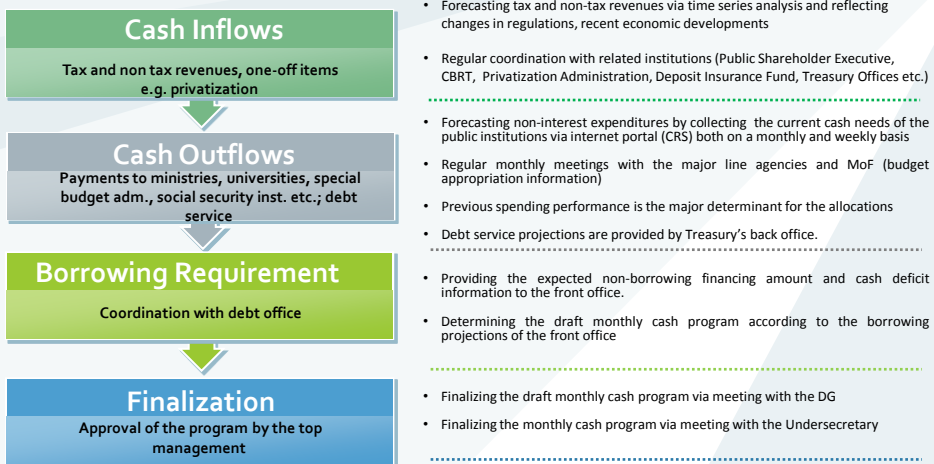 Cash Inflows
Tax and non tax revenues, one-off items
e.g. privatization
• Forecasting tax and non-tax revenues via time series analysis and reflecting
changes in regulations, recent economic developments
• Regular coordination with related institutions (Public Shareholder Executive,
CBRT, Privatization Administration, Deposit Insurance Fund, Treasury Offices etc.)
Cash Outflows
Payments to ministries, universities, special
budget adm., social security inst. etc.; debt
service
• Forecasting non-interest expenditures by collecting the current cash needs of the
public institutions via internet portal (CRS) both on a monthly and weekly basis
• Regular monthly meetings with the major line agencies and MoF (budget
appropriation information)
• Previous spending performance is the major determinant for the allocations
• Debt service projections are provided by Treasury's back office.
Borrowing Requirement
Coordination with debt office
• Providing the expected non-borrowing financing amount and cash deficit
information to the front office.
• Determining the draft monthly cash program according to the borrowing
projections of the front office
Finalization
Approval of the program by the top
management
• Finalizing the draft monthly cash program via meeting with the DG
• Finalizing the monthly cash program via meeting with the Undersecretary